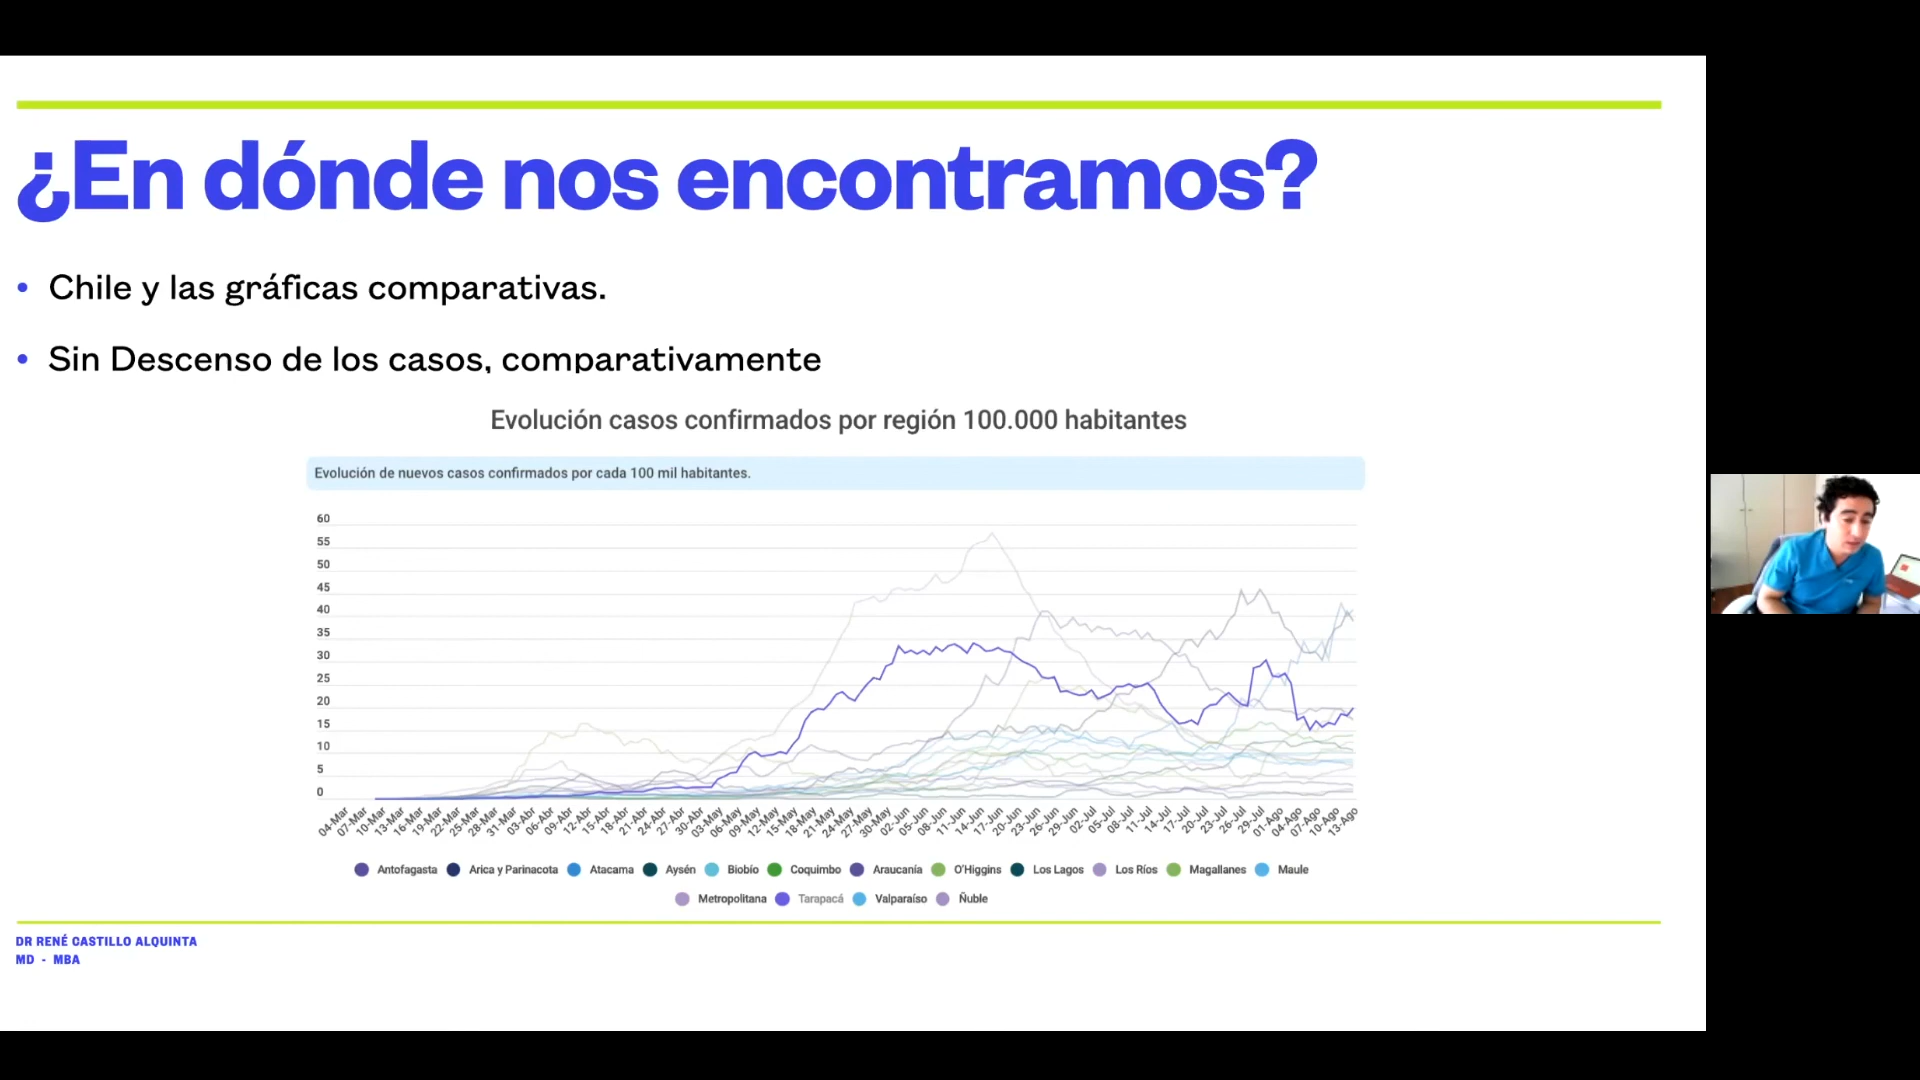 ¿En dónde nos encontramos?
• Chile y las gráficas comparativas.
• Sin Descenso de los casos, comparativamente
Evolución casos confirmados por región 100.000 habitantes
Evolución de nuevos casos confirmados por cada 100 mil habitantes.
60
55
50
45
40
35
30
25
20
15
10
5
0
04-Mar 07-Mar 10-Mar 13-Mar 16-Mar 19-Mar 22-Mar 25-Mar 28-Mar 31-Mar 03-Abr 06-Abr 09-Abr 12-Abr 15-Abr 18-Abr 21-Abr 24-Abr 27-Abr 30-Abr 03-May 06-May 09-May 12-May 15-May 18-May 21-May 24-May 27-May 30-May 02-Jun 05-Jun 08-Jun 11-Jun 14-Jun 17-Jun 20-Jun 23-Jun 26-Jun 29-Jun 02-Jul 05-Jul 08-Jul 11-Jul 14-Jul 17-Jul 20-Jul 23-Jul 26-Jul 29-Jul 01-Ago 04-Ago 07-Ago 10-Ago 13-Ago
Antofagasta Arica y Parinacota Atacama Aysén Biobío Coquimbo Araucanía O'Higgins Los Lagos Los Ríos Magallanes Maule
Metropolitana Tarapacá Valparaíso Ñuble
DR RENÉ CASTILLO ALQUINTA
MD - MBA